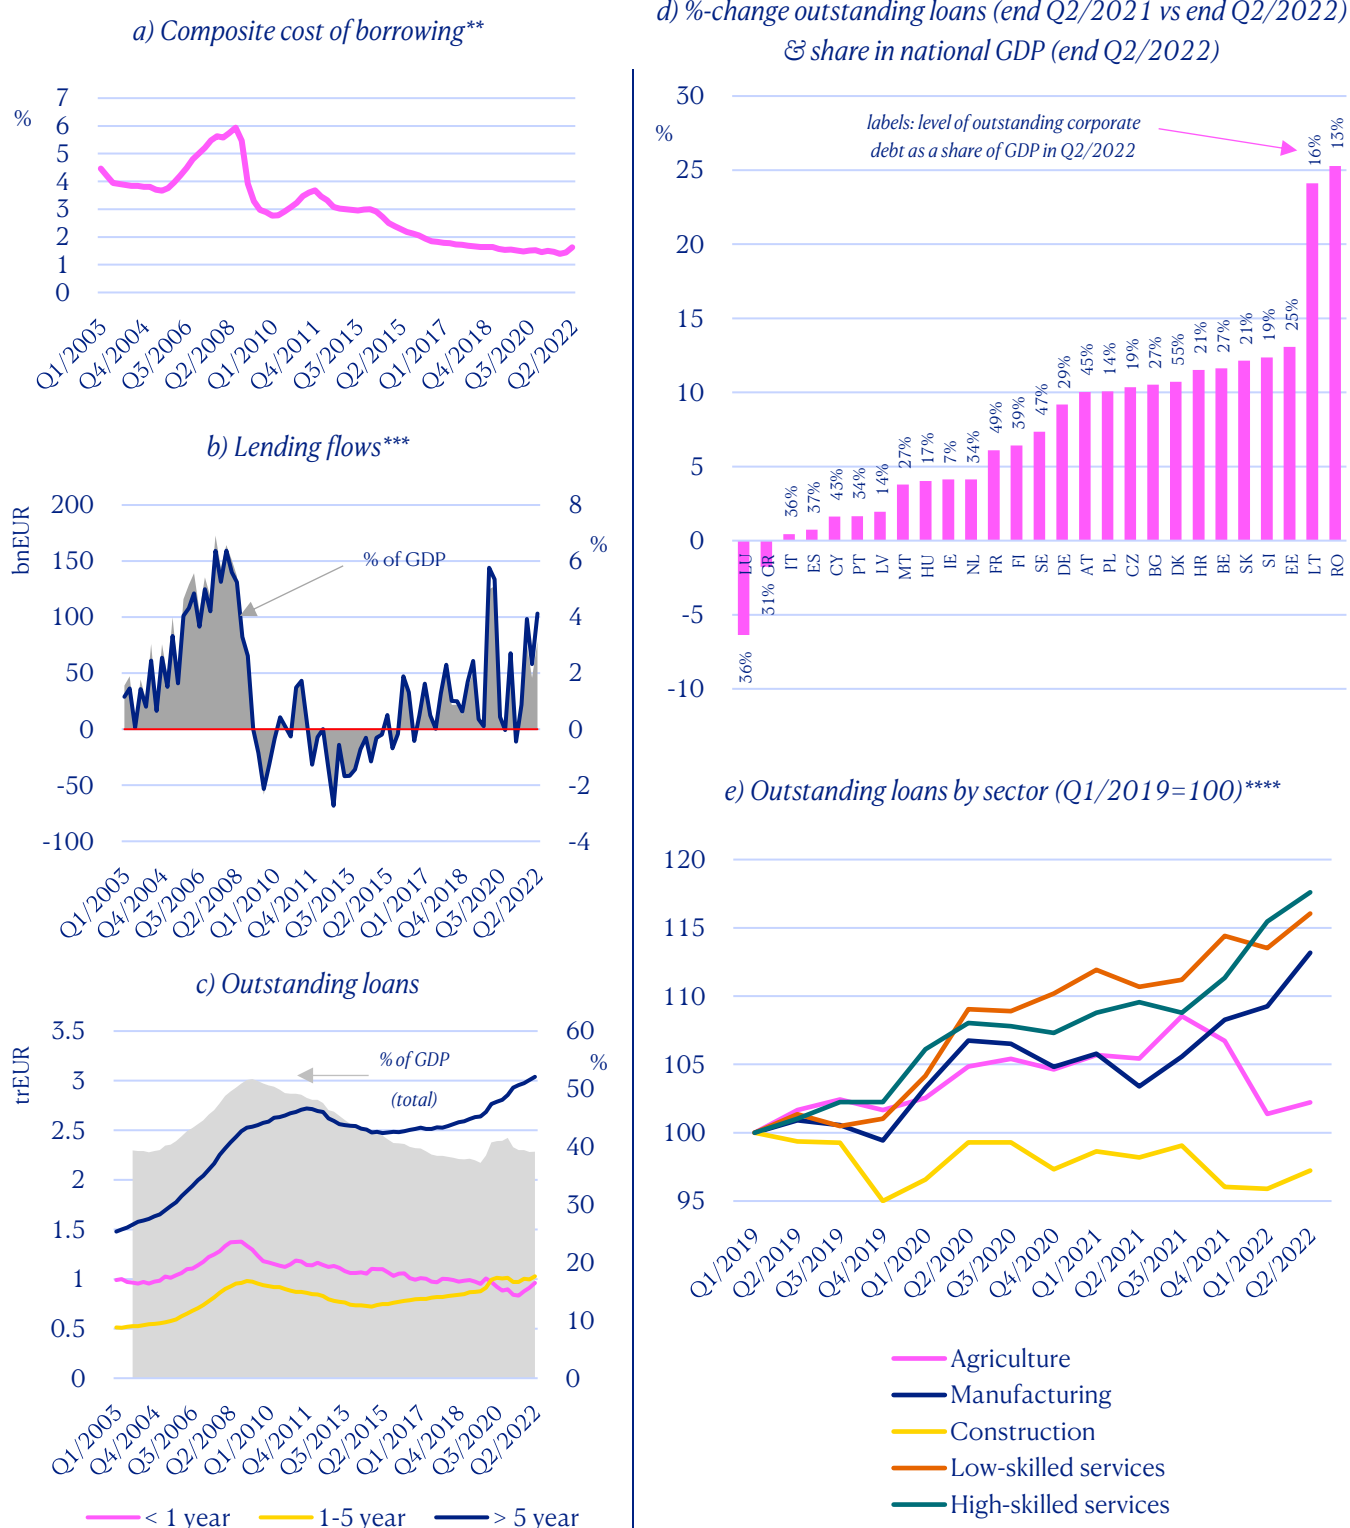 a) Composite cost of borrowing**
7
%
6
5
4
3
2
1
0
Q1/2003
Q4/2004
Q3/2006
Q2/2008
Q1/2010
Q4/2011
Q3/2013
Q2/2015
Q1/2017
Q4/2018
Q3/2020
Q2/2022
b) Lending flows***
bnEUR
200
150
100
50
0
-50
-100
8
%
6
4
2
0
-2
-4
% of GDP
Q1/2003
Q4/2004
Q3/2006
Q2/2008
Q1/2010
Q4/2011
Q3/2013
Q2/2015
Q1/2017
Q4/2018
Q3/2020
Q2/2022
c) Outstanding loans
trEUR
3.5
3
2.5
2
1.5
1
0.5
0
60
%
50
40
30
20
10
0
% of GDP
(total)
Q1/2003
Q4/2004
Q3/2006
Q2/2008
Q1/2010
Q4/2011
Q3/2013
Q2/2015
Q1/2017
Q4/2018
Q3/2020
Q2/2022
< 1 year
1-5 year
> 5 year
d) %-change outstanding loans (end Q2/2021 vs end Q2/2022)
& share in national GDP (end Q2/2022)
30
%
25
20
15
10
5
0
-5
-10
labels: level of outstanding corporate
debt as a share of GDP in Q2/2022
36%
31%
36%
37%
43%
34%
14%
27%
17%
7%
34%
49%
39%
47%
29%
45%
14%
19%
27%
55%
21%
27%
21%
19%
25%
16%
13%
LU
GR
IT
ES
CY
PT
LV
MT
HU
IE
NL
FR
FI
SE
DE
AT
PL
CZ
BG
DK
HR
BE
SK
SI
EE
LT
RO
e) Outstanding loans by sector (Q1/2019=100)****
120
115
110
105
100
95
Q1/2019
Q2/2019
Q3/2019
Q4/2019
Q1/2020
Q2/2020
Q3/2020
Q4/2020
Q1/2021
Q2/2021
Q3/2021
Q4/2021
Q1/2022
Q2/2022
Agriculture
Manufacturing
Construction
Low-skilled services
High-skilled services